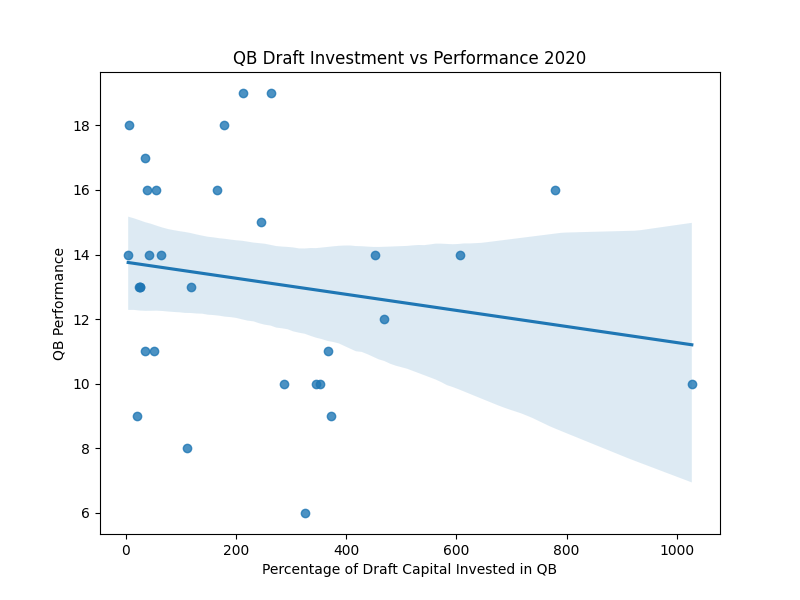 QB Draft Investment vs Performance 2020
18
16
14
12
10
8
6
QB Performance
0 200 400 600 800 1000
Percentage of Draft Capital Invested in QB